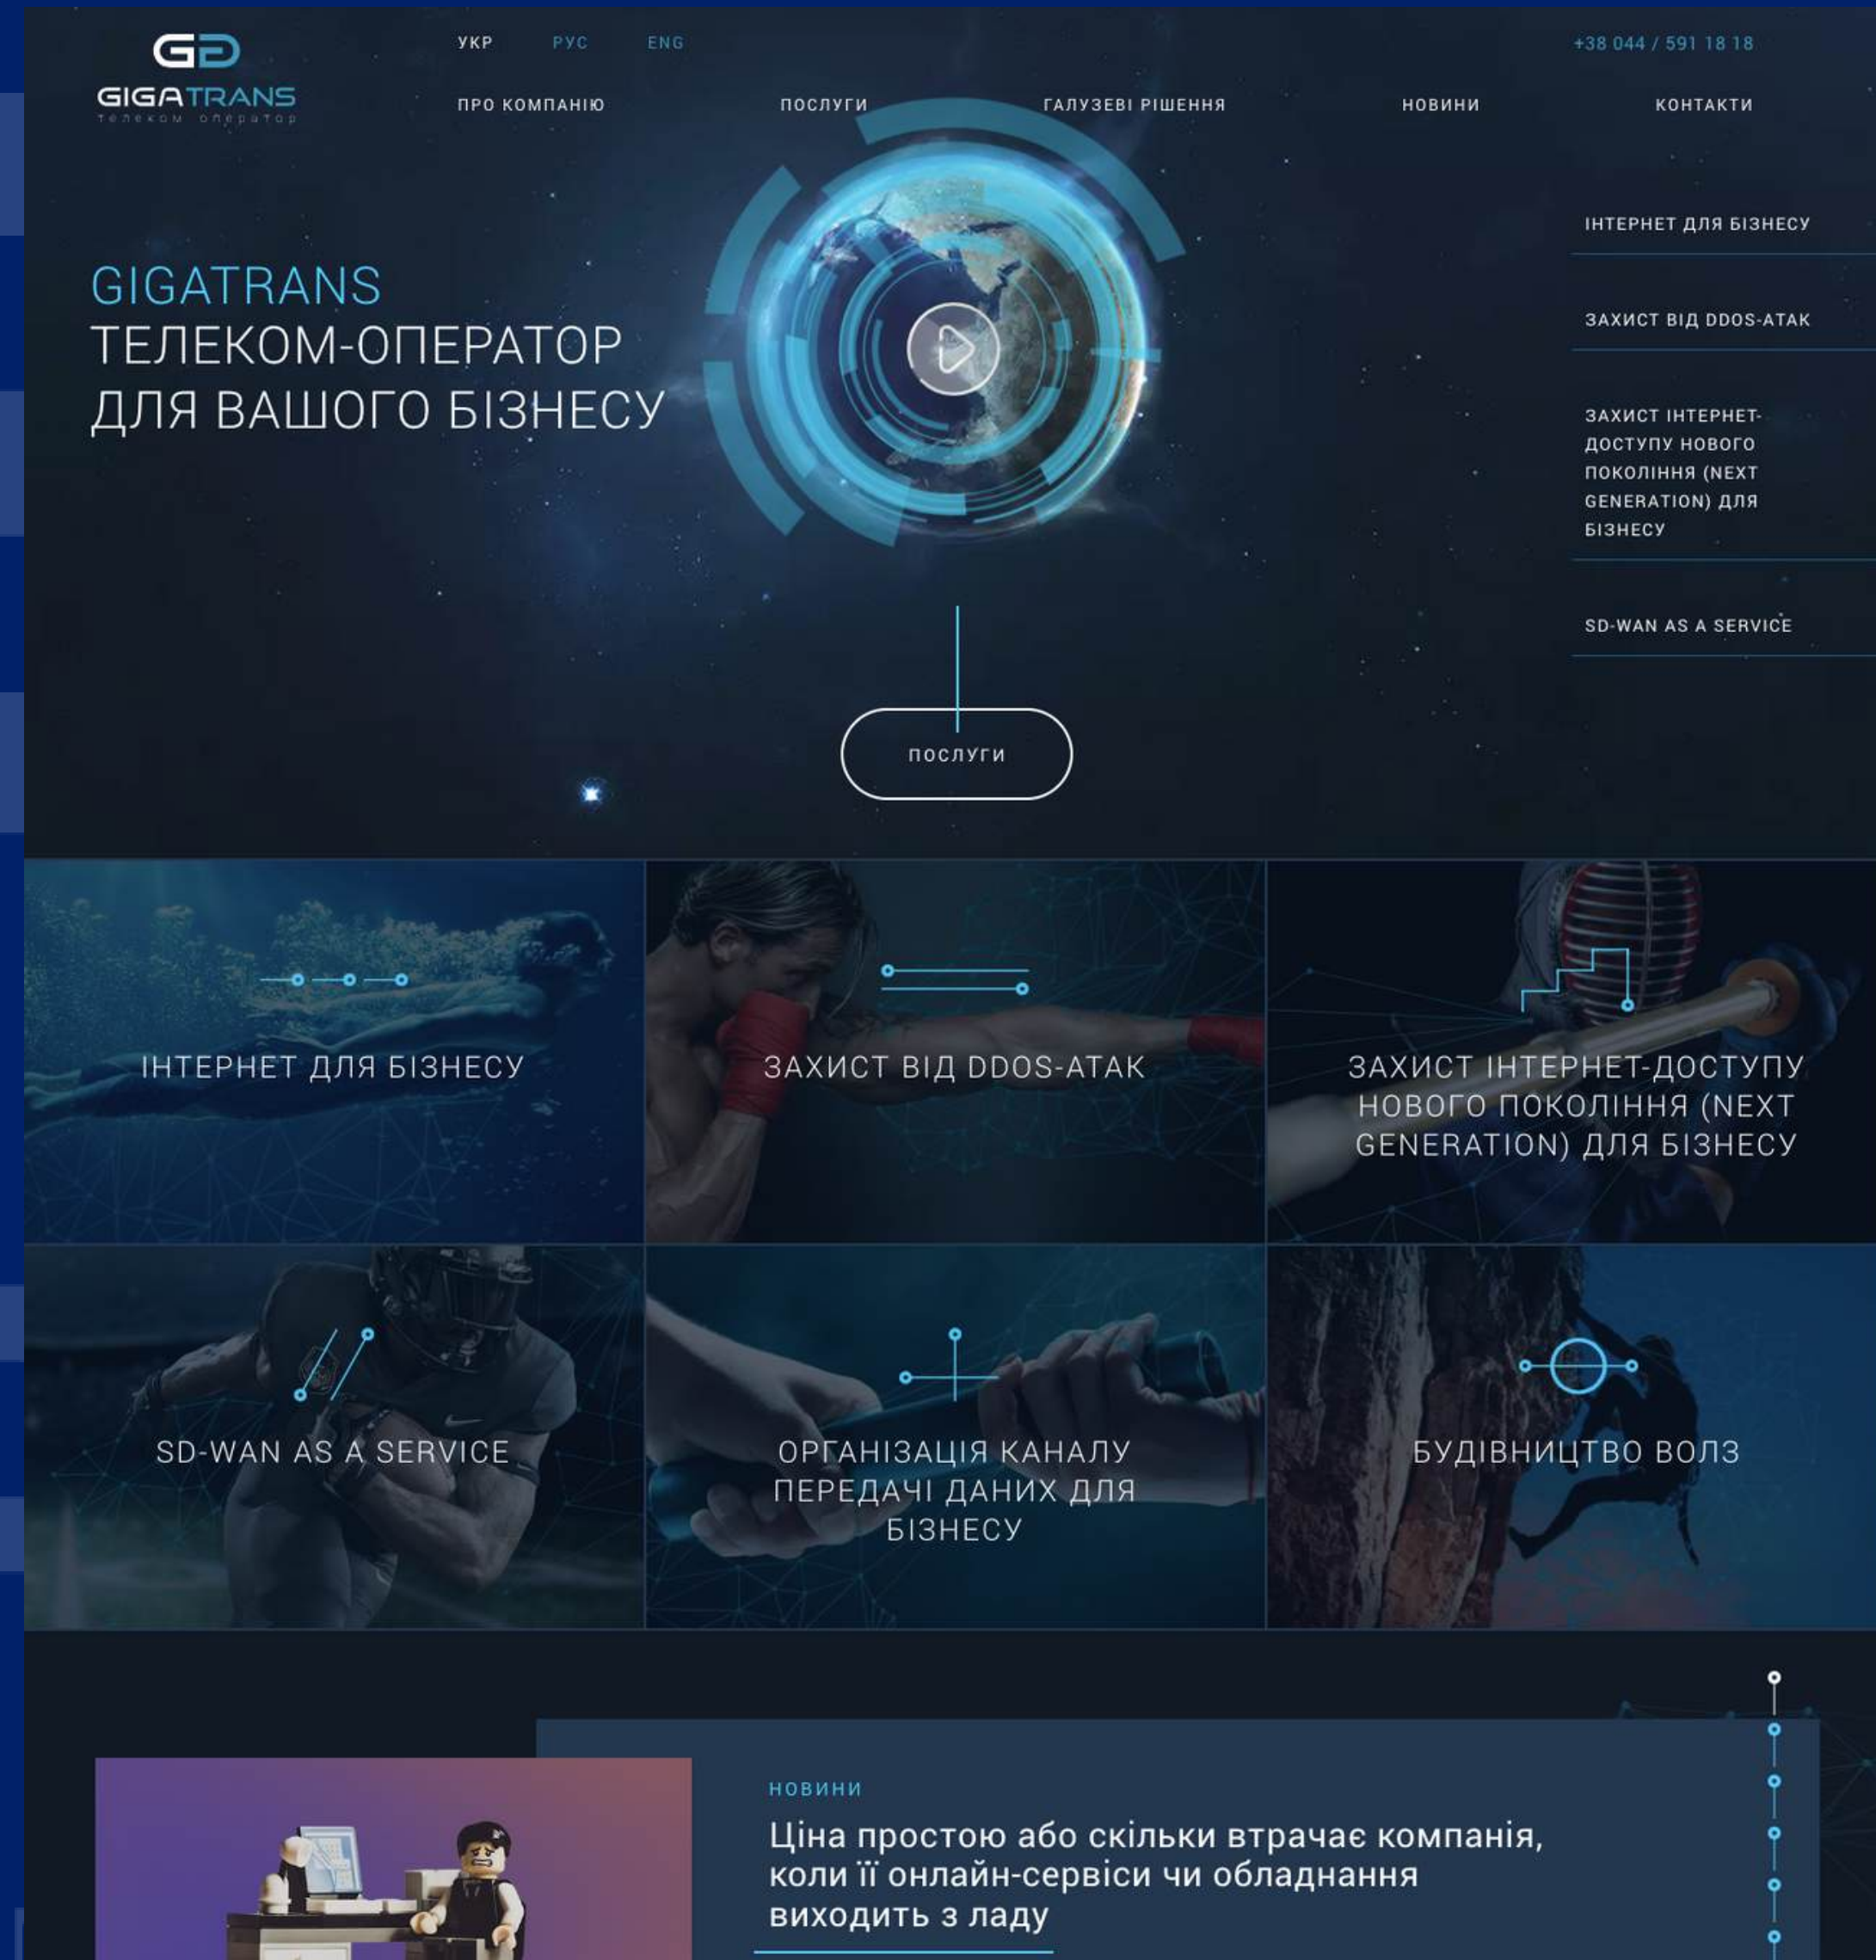 GIGATRANS
телеком оператор
УКР РУС ENG
+38 044 / 591 18 18
ПРО КОМПАНІЮ ПОСЛУГИ ГАЛУЗЕВІ РІШЕННЯ НОВИНИ КОНТАКТИ
GIGATRANS
ТЕЛЕКОМ-ОПЕРАТОР
ДЛЯ ВАШОГО БІЗНЕСУ
ІНТЕРНЕТ ДЛЯ БІЗНЕСУ
ЗАХИСТ ВІД DDOS-АТАК
ЗАХИСТ ІНТЕРНЕТ-
ДОСТУПУ НОВОГО
ПОКОЛІННЯ (NEXT
GENERATION) ДЛЯ
БІЗНЕСУ
SD-WAN AS A SERVICE
ПОСЛУГИ
ІНТЕРНЕТ ДЛЯ БІЗНЕСУ
ЗАХИСТ ВІД DDOS-АТАК
ЗАХИСТ ІНТЕРНЕТ-ДОСТУПУ
НОВОГО ПОКОЛІННЯ (NEXT
GENERATION) ДЛЯ БІЗНЕСУ
SD-WAN AS A SERVICE
ОРГАНІЗАЦІЯ КАНАЛУ
ПЕРЕДАЧІ ДАНИХ ДЛЯ
БІЗНЕСУ
БУДІВНИЦТВО ВОЛЗ
НОВИНИ
Ціна простою або скільки втрачає компанія,
коли її онлайн-сервіси чи обладнання
виходить з ладу